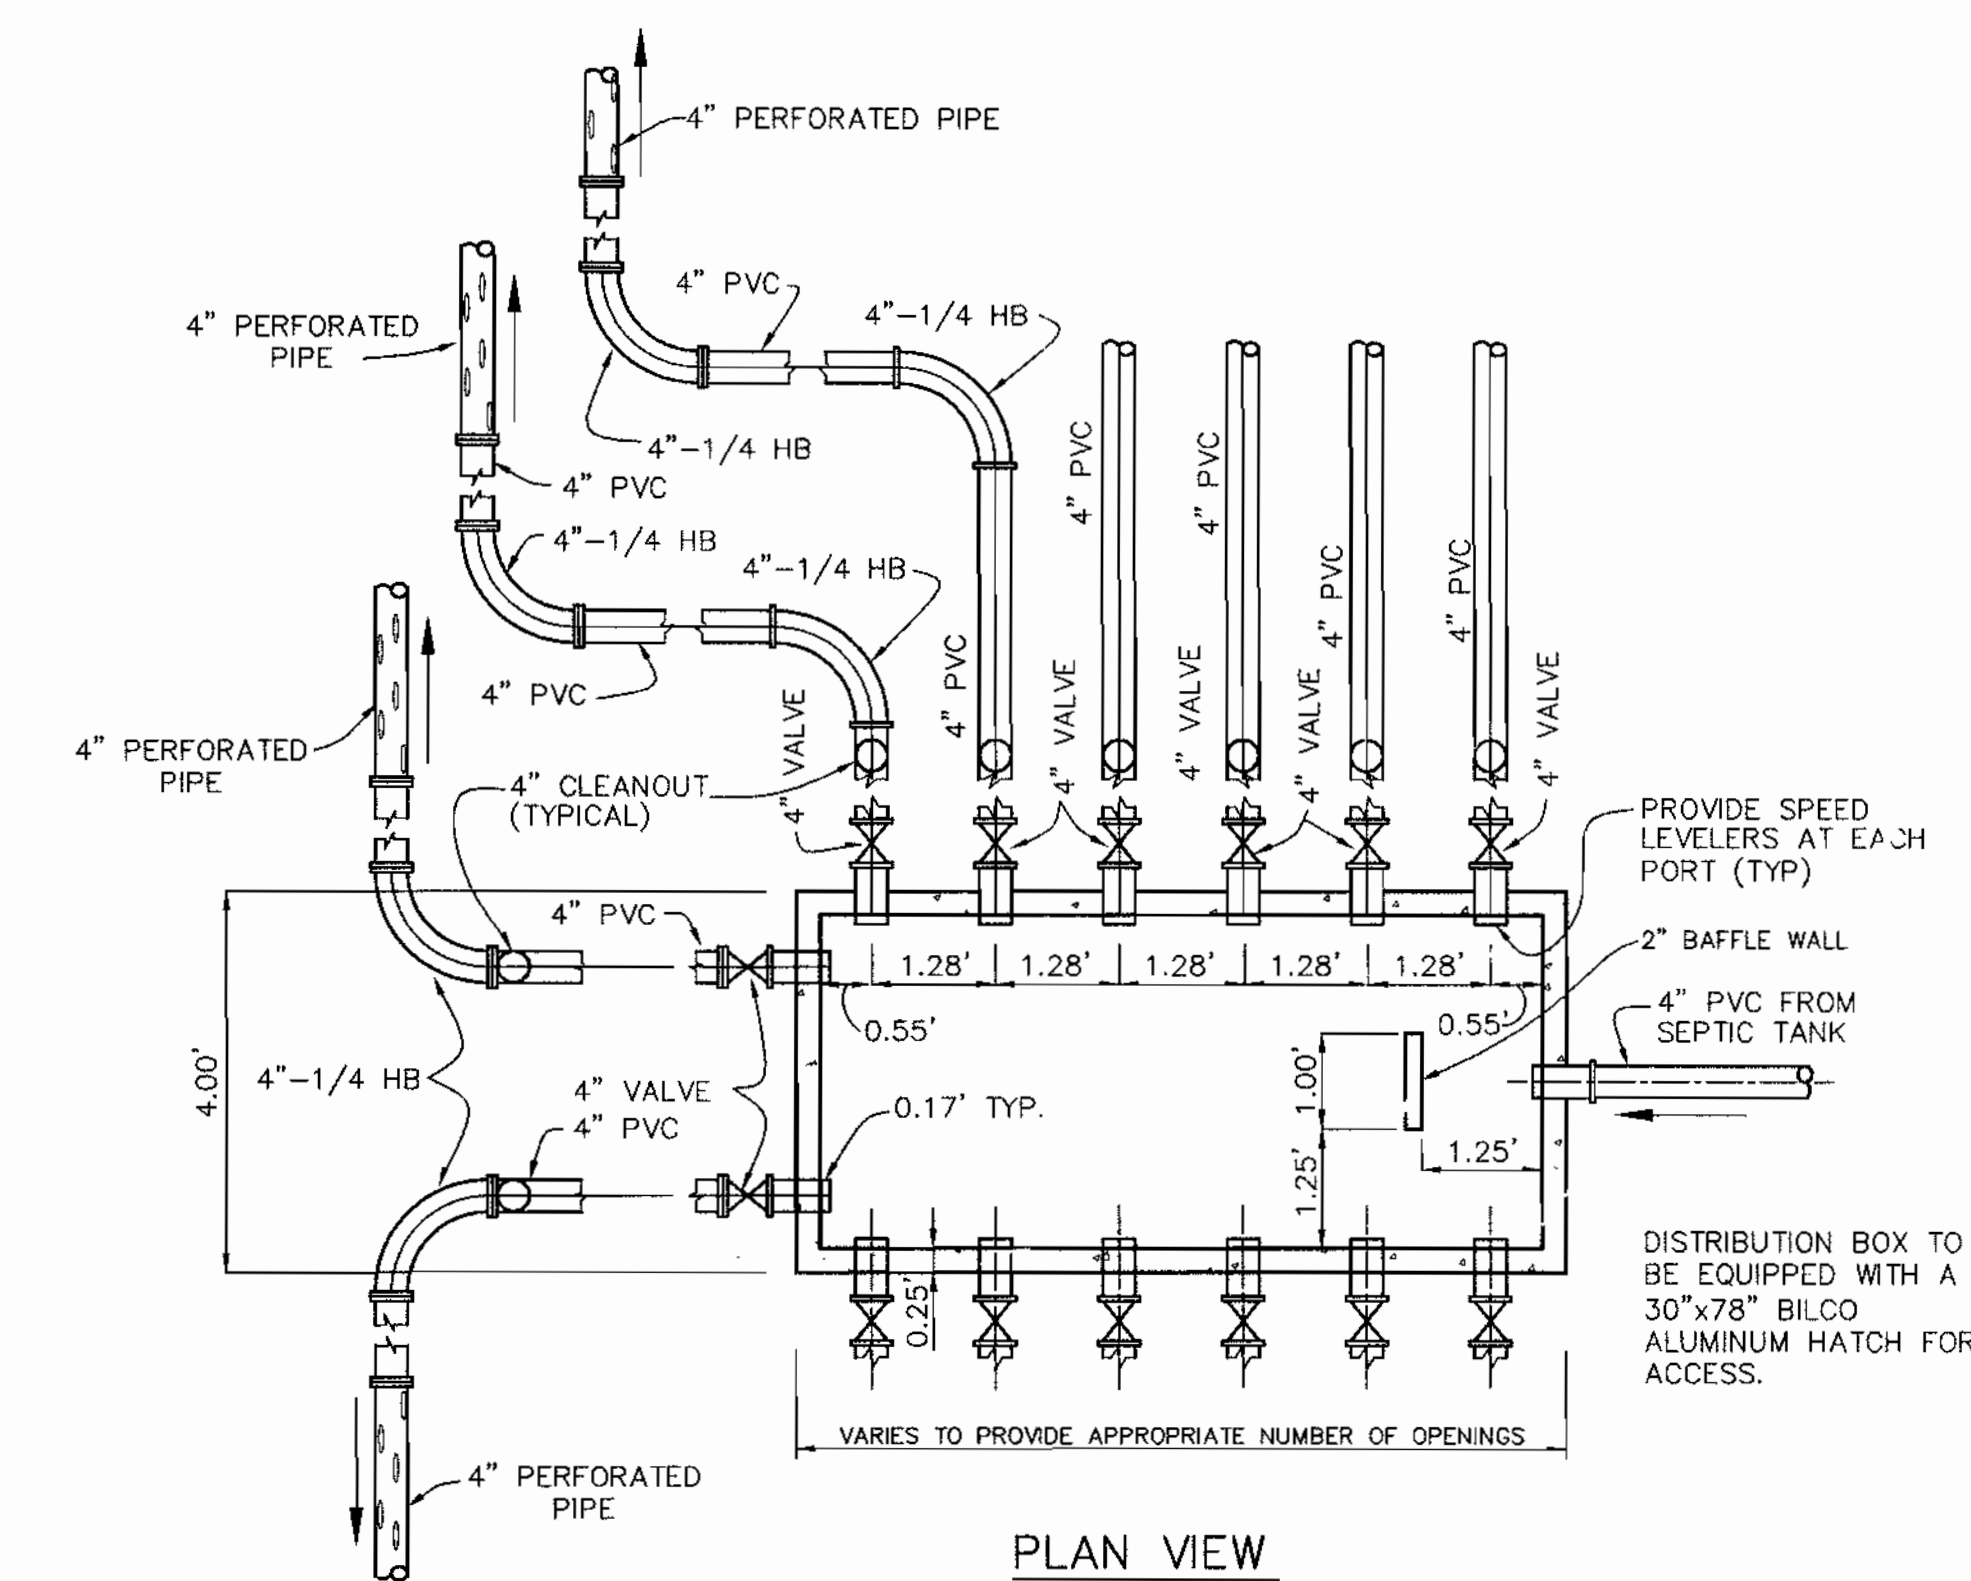 4" PERFORATED PIPE
4" PVC
4"-1/4 HB
4" PERFORATED
PIPE
4"-1/4 HB
4" PVC
4" PVC
4" PVC
4" PVC
4" PVC
4"-1/4 HB
4"-1/4 HB
4" PVC
4" PVC
4" VALVE
4" VALVE
4" VALVE
4" VALVE
4" VALVE
4" PERFORATED
PIPE
4" CLEANOUT
(TYPICAL)
PROVIDE SPEED
LEVELERS AT EACH
PORT (TYP)
4" PVC
2" BAFFLE WALL
1.28'
1.28'
1.28'
1.28'
1.28'
0.55'
0.55'
4" PVC FROM
SEPTIC TANK
4.00'
4"-1/4 HB
4" VALVE
4" PVC
0.17' TYP.
1.00'
1.25'
1.25'
0.25'
DISTRIBUTION BOX TO
BE EQUIPPED WITH A
30"x78" BILCO
ALUMINUM HATCH FOR
ACCESS.
VARIES TO PROVIDE APPROPRIATE NUMBER OF OPENINGS
4" PERFORATED
PIPE
PLAN VIEW